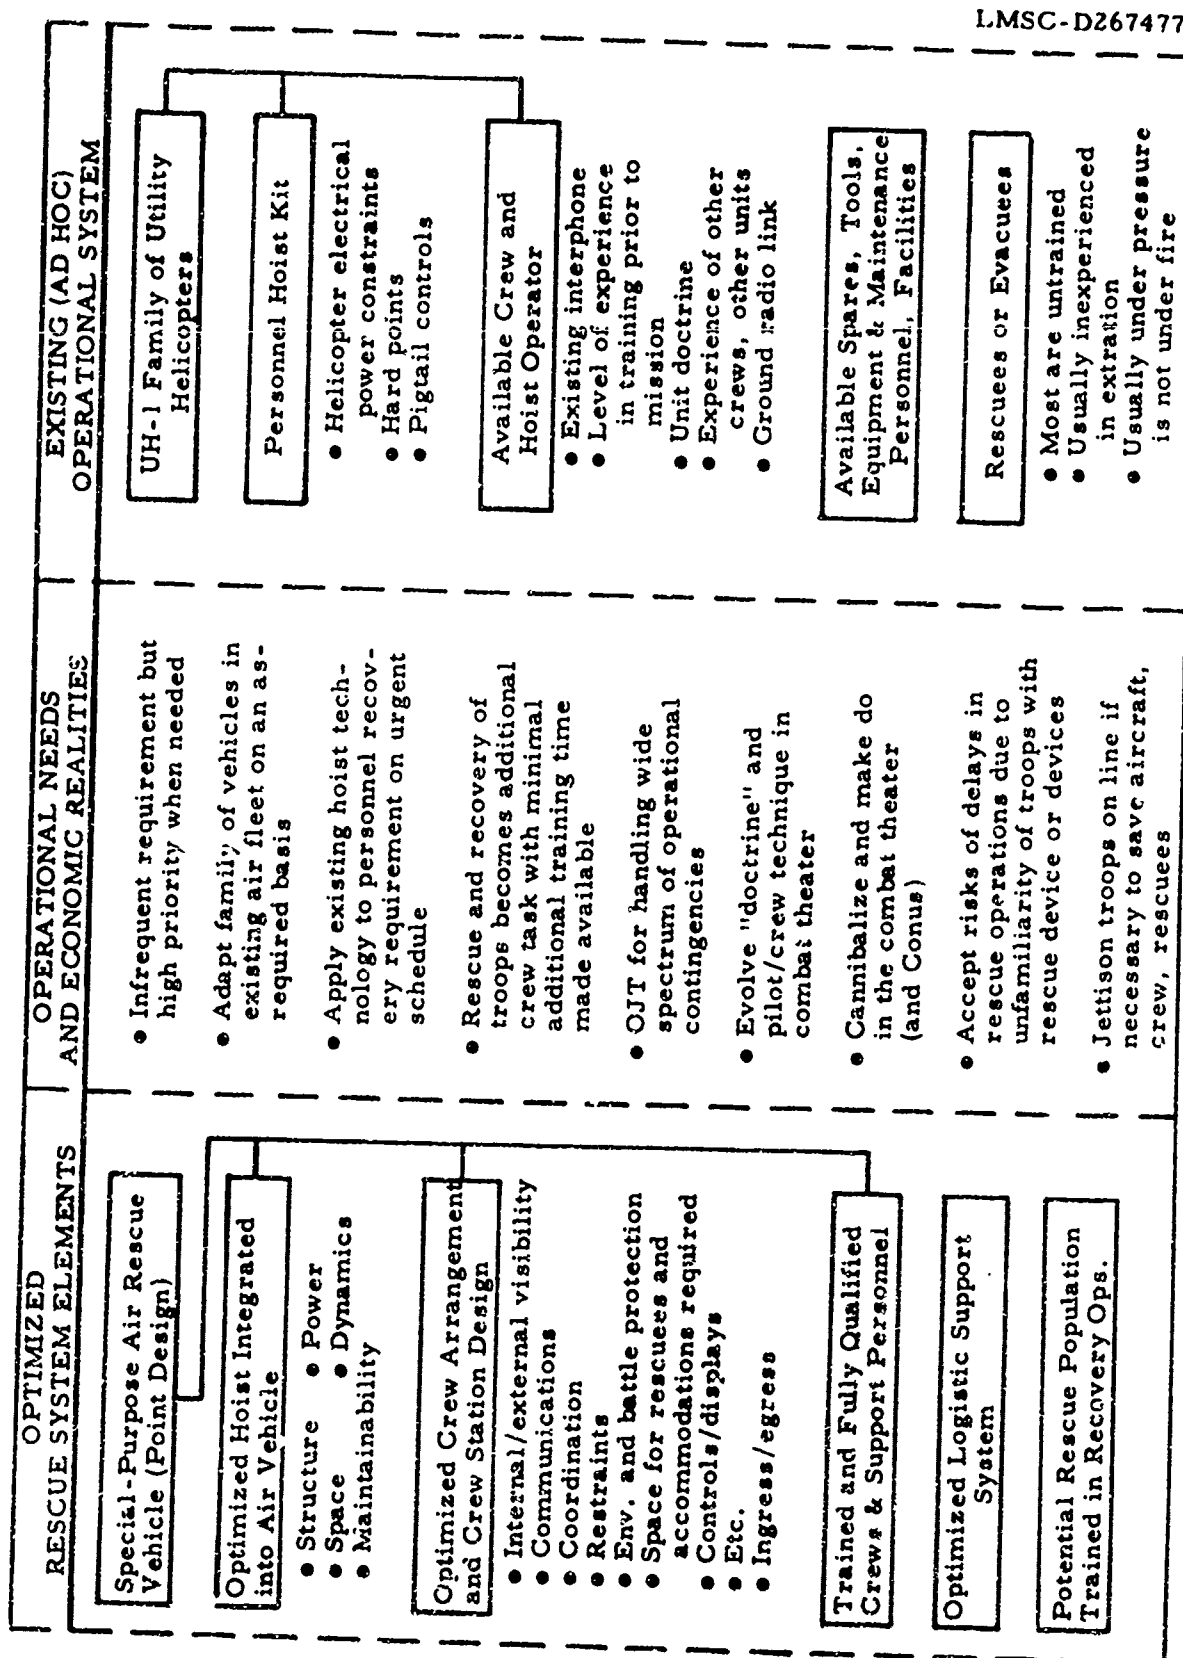 LMSC-D267477
OPTIMIZED
RESCUE SYSTEM ELEMENTS
Special-Purpose Air Rescue
Vehicle (Point Design)
Optimized Hoist Integrated
into Air Vehicle
● Structure ● Power
● Space ● Dynamics
● Maintainability
Optimized Crew Arrangement
and Crew Station Design
● Internal/external visibility
● Communications
● Coordination
● Restraints
● Env. and battle protection
● Space for rescuees and
accommodations required
● Controls/displays
● Etc.
● Ingress/egress
Trained and Fully Qualified
Crews & Support Personnel
Optimized Logistic Support
System
Potential Rescue Population
Trained in Recovery Ops.
OPERATIONAL NEEDS
AND ECONOMIC REALITIES
● Infrequent requirement but
high priority when needed
● Adapt family of vehicles in
existing air fleet on an as-
required basis
● Apply existing hoist tech-
nology to personnel recov-
ery requirement on urgent
schedule
● Rescue and recovery of
troops becomes additional
crew task with minimal
additional training time
made available
● OJT for handling wide
spectrum of operational
contingencies
● Evolve "doctrine" and
pilot/crew technique in
combat theater
● Cannibalize and make do
in the combat theater
(and Conus)
● Accept risks of delays in
rescue operations due to
unfamiliarity of troops with
rescue device or devices
● Jettison troops on line if
necessary to save aircraft,
crew, rescuees
EXISTING (AD HOC)
OPERATIONAL SYSTEM
UH-1 Family of Utility
Helicopters
Personnel Hoist Kit
● Helicopter electrical
power constraints
● Hard points
● Pigtail controls
Available Crew and
Hoist Operator
● Existing interphone
● Level of experience
in training prior to
mission
● Unit doctrine
● Experience of other
crews, other units
● Ground radio link
Available Spares, Tools,
Equipment & Maintenance
Personnel, Facilities
Rescuees or Evacuees
● Most are untrained
● Usually inexperienced
in extration
● Usually under pressure
is not under fire